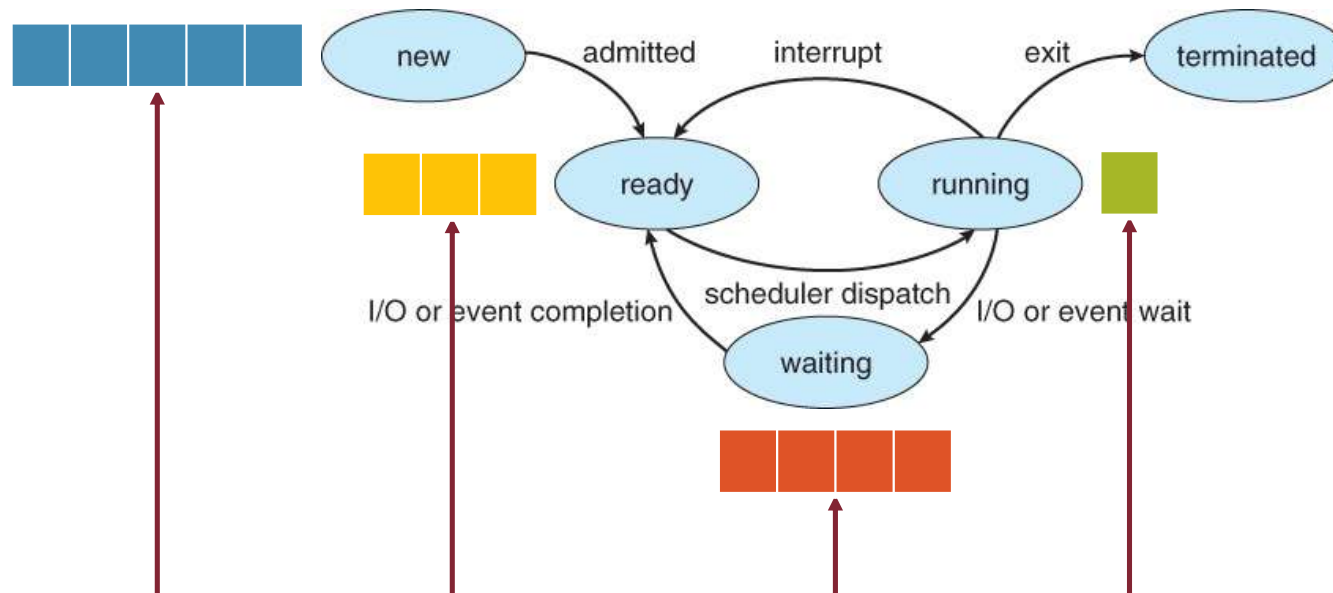 new
admitted
interrupt
exit
terminated
ready
running
scheduler dispatch
I/O or event completion
I/O or event wait
waiting